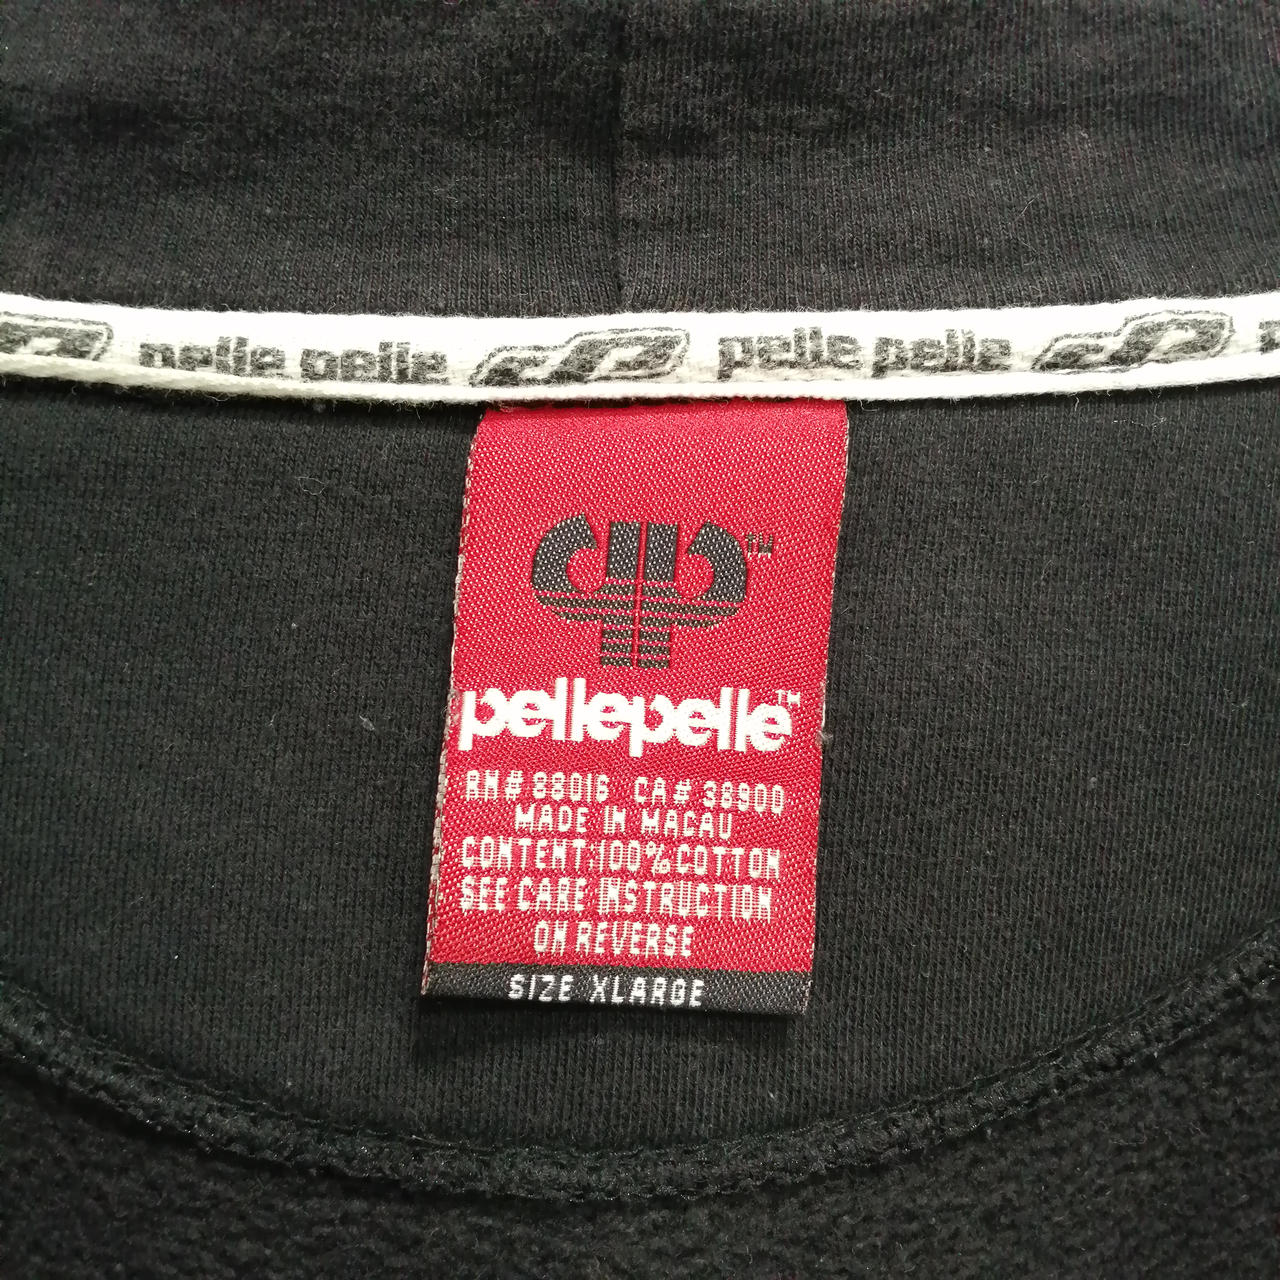 pelle pelle pelle pelle
pellepelle™
RN# 88016 CA# 38900
MADE IN MACAU
CONTENT:100% COTTON
SEE CARE INSTRUCTION
ON REVERSE
SIZE XLARGE